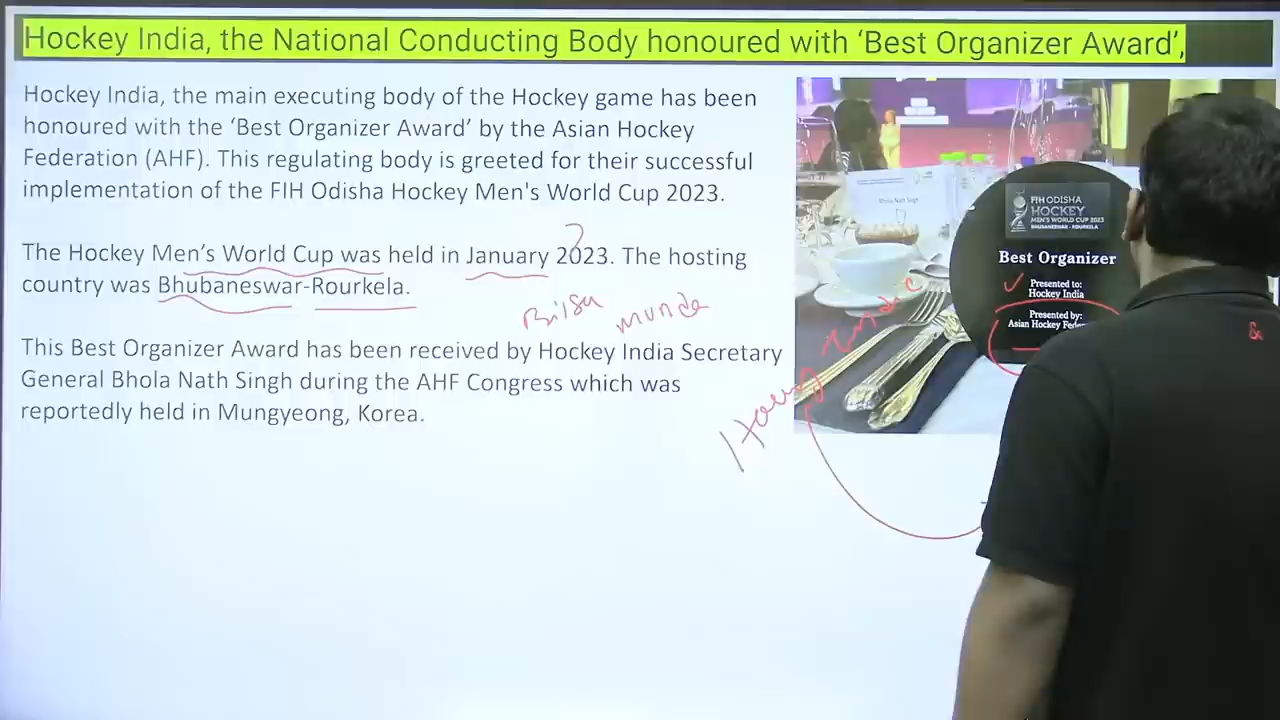 Hockey India, the National Conducting Body honoured with ‘Best Organizer Award’,
Hockey India, the main executing body of the Hockey game has been
honoured with the ‘Best Organizer Award’ by the Asian Hockey
Federation (AHF). This regulating body is greeted for their successful
implementation of the FIH Odisha Hockey Men's World Cup 2023.
The Hockey Men’s World Cup was held in January 2023. The hosting
country was Bhubaneswar-Rourkela.
Birsa munda
This Best Organizer Award has been received by Hockey India Secretary
General Bhola Nath Singh during the AHF Congress which was
reportedly held in Mungyeong, Korea.
Bhola Nath Singh
FIH ODISHA
HOCKEY
MEN'S WORLD CUP 2023
BHUBANESWAR - ROURKELA
Best Organizer
Presented to:
Hockey India
Presented by:
Asian Hockey Fede